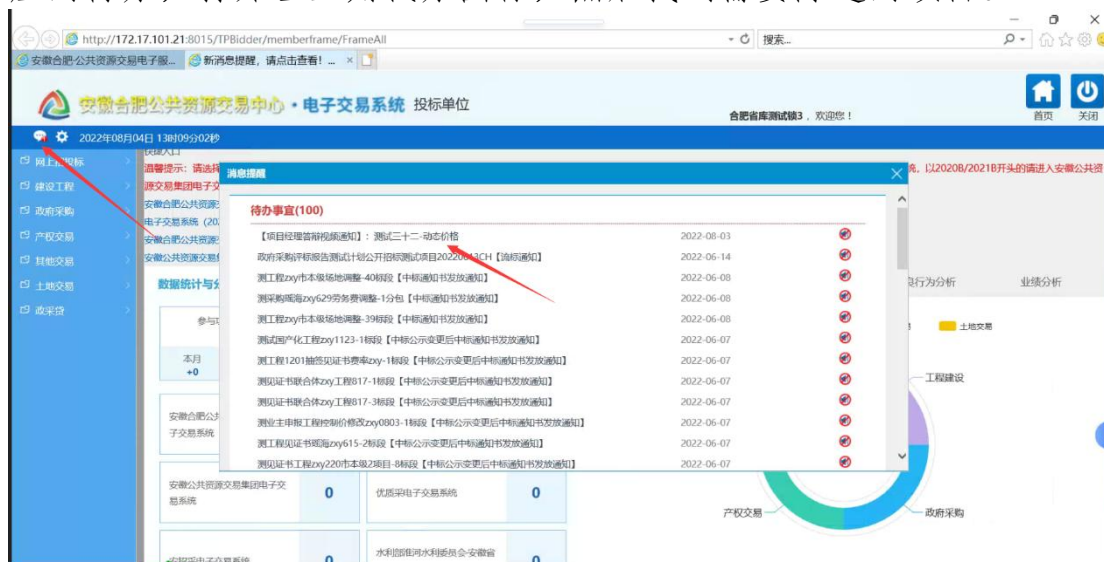 http://172.17.101.21:8015/TPBidder/memberframe/FrameAll
搜索...
安徽合肥公共资源交易电子服...
新消息提醒，请点击查看！ ...
安徽合肥公共资源交易中心·电子交易系统 投标单位
合肥省库测试锁3，欢迎您！
首页
关闭
2022年08月04日 13时09分02秒
网上招投标
建设工程
政府采购
产权交易
其他交易
土地交易
政采贷
快捷入口
温馨提示：请选择
统，以2020B/2021B开头的请进入安徽公共资
源交易集团电子交
安徽合肥公共资源
电子交易系统（20
安徽合肥公共资源
安徽公共资源交易
消息提醒
待办事宜(100)
【项目经理答辩视频通知】：测试三十二-动态价格 2022-08-03
政府采购评标报告测试计划公开招标测试项目20220613CH【流标通知】 2022-06-14
测工程zxy市本级场地调整-40标段【中标通知书发放通知】 2022-06-08
测采购瑶海zxy629劳务费调整-1分包【中标通知书发放通知】 2022-06-08
测工程zxy市本级场地调整-39标段【中标通知书发放通知】 2022-06-08
测试国产化工程zxy1123-1标段【中标公示变更后中标通知书发放通知】 2022-06-07
测工程1201抽签见证书费率zxy-1标段【中标公示变更后中标通知书发放通知】 2022-06-07
测见证书联合体zxy工程817-1标段【中标公示变更后中标通知书发放通知】 2022-06-07
测见证书联合体zxy工程817-3标段【中标公示变更后中标通知书发放通知】 2022-06-07
测业主申报工程控制价修改zxy0803-1标段【中标公示变更后中标通知书发放通知】 2022-06-07
测工程见证书瑶海zxy615-2标段【中标公示变更后中标通知书发放通知】 2022-06-07
测见证书工程zxy220市本级2项目-8标段【中标公示变更后中标通知书发放通知】 2022-06-07
数据统计与分
行为分析
业绩分析
参与项
本月
+0
土地交易
工程建设
产权交易
政府采购
安徽合肥公共
子交易系统
安徽公共资源交易集团电子交易系统
0
优质采电子交易系统
0
水利部淮河水利委员会-安徽省
0
0